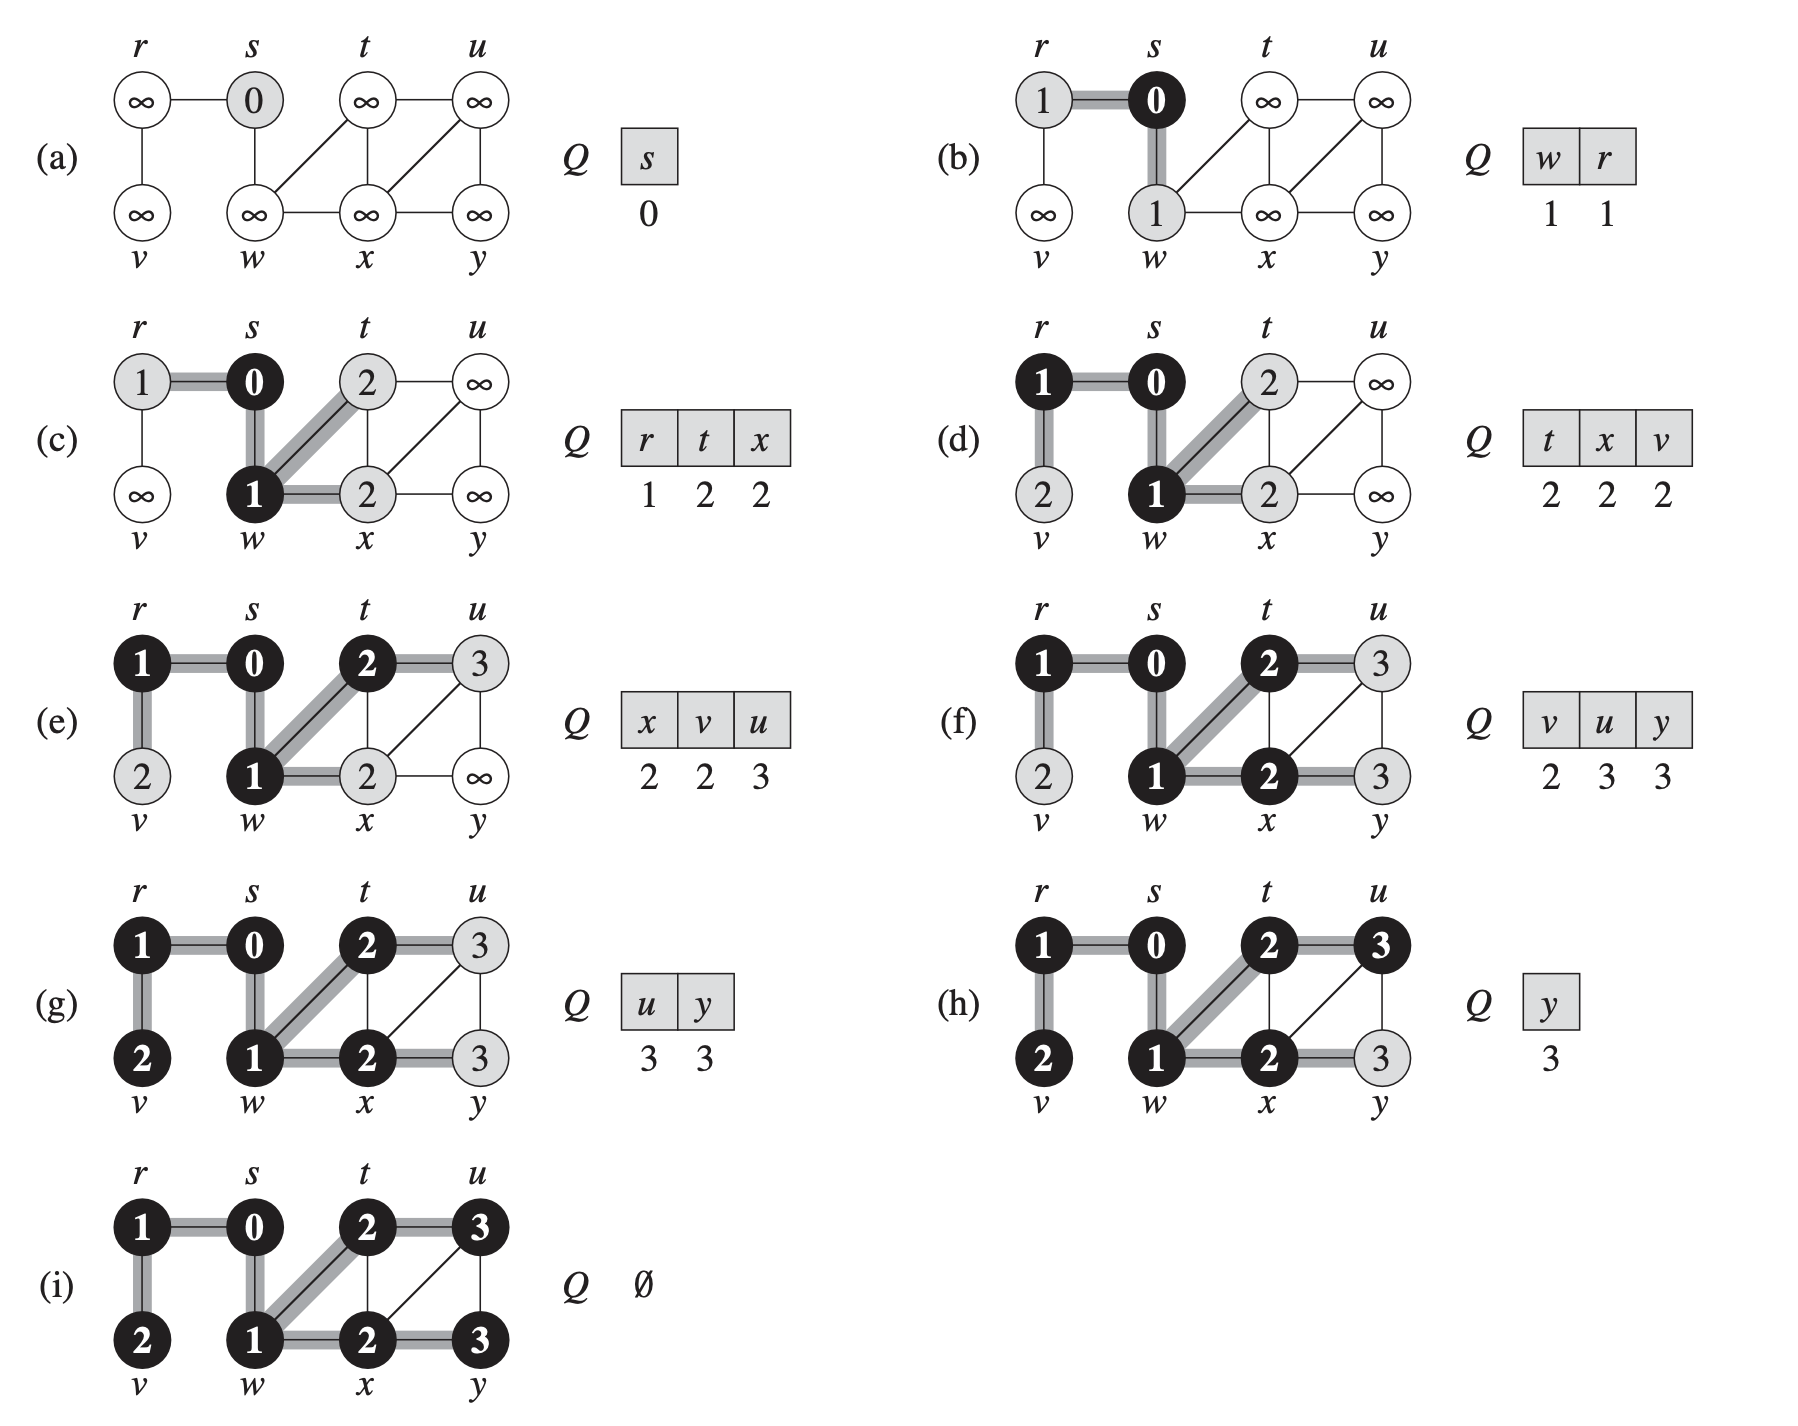 r s t u r s t u
∞ 0 ∞ ∞ 1 0 ∞ ∞
(a) Q s (b) Q w r
∞ ∞ ∞ ∞ 0 ∞ 1 ∞ ∞ 1 1
v w x y v w x y
r s t u r s t u
1 0 2 ∞ 1 0 2 ∞
(c) Q r t x (d) Q t x v
∞ 1 2 ∞ 1 2 2 2 1 2 ∞ 2 2 2
v w x y v w x y
r s t u r s t u
1 0 2 3 1 0 2 3
(e) Q x v u (f) Q v u y
2 1 2 ∞ 2 2 3 2 1 2 3 2 3 3
v w x y v w x y
r s t u r s t u
1 0 2 3 1 0 2 3
(g) Q u y (h) Q y
2 1 2 3 3 3 2 1 2 3 3
v w x y v w x y
r s t u
1 0 2 3
(i) Q ∅
2 1 2 3
v w x y